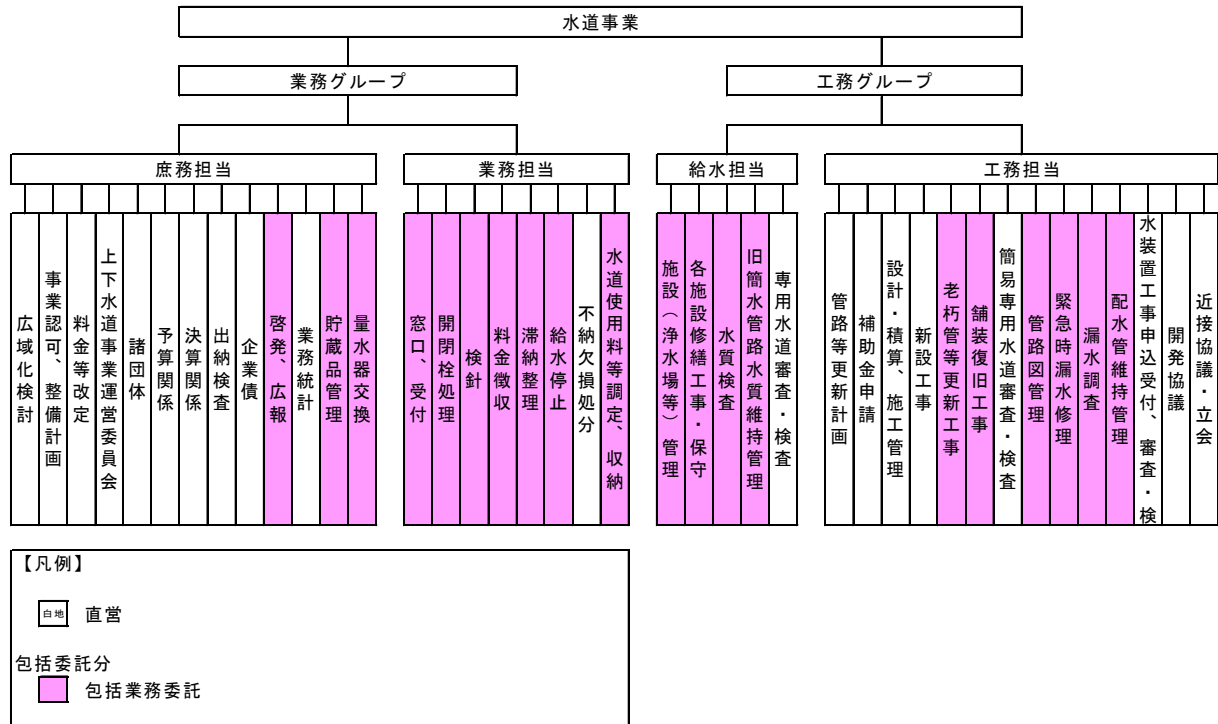 水道事業
業務グループ
工務グループ
庶務担当
業務担当
給水担当
工務担当
広域化検討
事業認可、整備計画
料金等改定
上下水道事業運営委員会
諸団体
予算関係
決算関係
出納検査
企業債
啓発、広報
業務統計
貯蔵品管理
量水器交換
窓口、受付
開閉栓処理
検針
料金徴収
滞納整理
給水停止
不納欠損処分
水道使用料等調定、収納
施設（浄水場等）管理
各施設修繕工事・保守
水質検査
旧簡水管路水質維持管理
専用水道審査・検査
管路等更新計画
補助金申請
設計・積算、施工管理
新設工事
老朽管等更新工事
舗装復旧工事
簡易専用水道審査・検査
管路図管理
緊急時漏水修理
漏水調査
配水管維持管理
水装置工事申込受付、審査・検
開発協議
近接協議・立会
【凡例】
白地 直営
包括委託分
包括業務委託